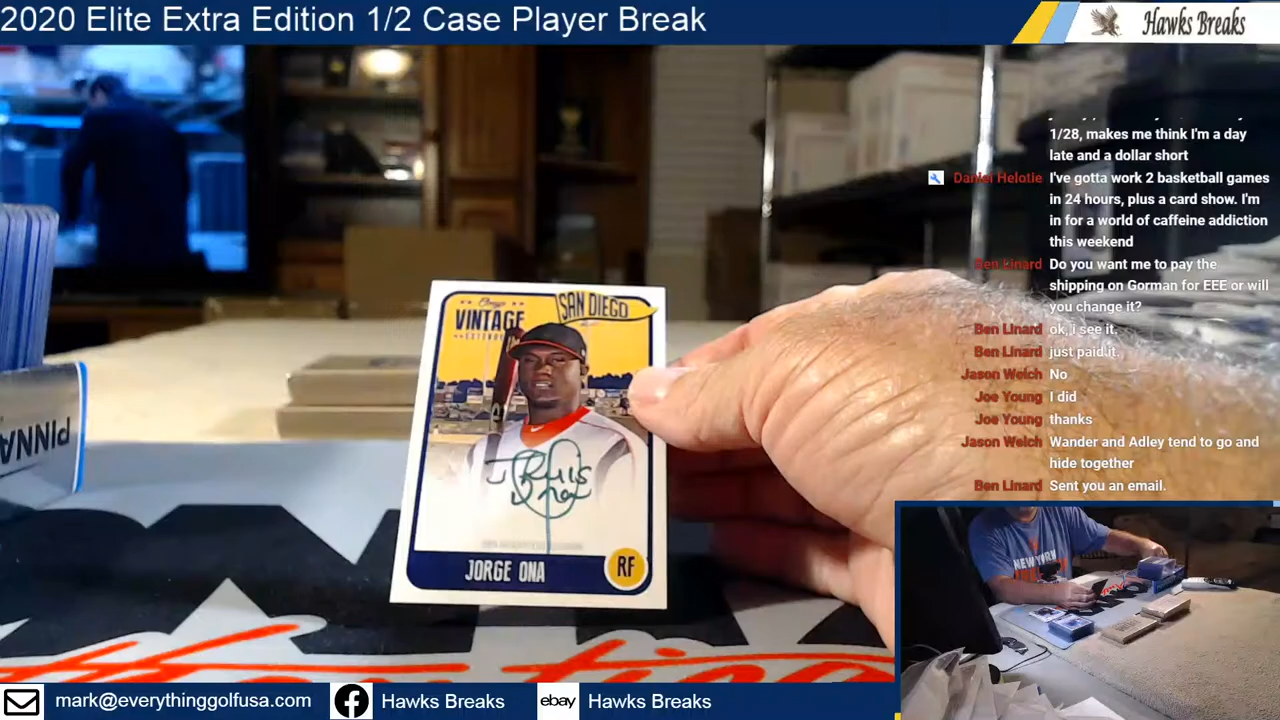 2020 Elite Extra Edition 1/2 Case Player Break
Hawks Breaks
1/28, makes me think I'm a day
late and a dollar short
Daniel Helotie I've gotta work 2 basketball games
in 24 hours, plus a card show. I'm
in for a world of caffeine addiction
this weekend
Ben Linard Do you want me to pay the
shipping on Gorman for EEE or will
you change it?
Ben Linard ok, i see it.
Ben Linard just paid it.
Jason Welch No
Joe Young I did
Joe Young thanks
Jason Welch Wander and Adley tend to go and
hide together
Ben Linard Sent you an email.
SAN DIEGO
VINTAGE
JORGE ONA
RF
PINNA
NEW YORK
mark@everythinggolfusa.com
Hawks Breaks
ebay
Hawks Breaks